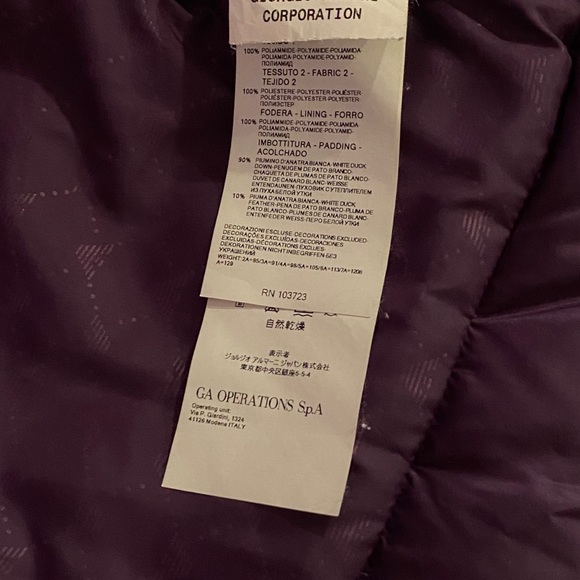 CORPORATION
100% POLIAMMIDE-POLYAMIDE-POLIAMIDA-
POLYAMIDE-POLIAMIDA-POLYAMID-
ПОЛИАМИД
TESSUTO 2 - FABRIC 2 -
TEJIDO 2
100% POLIESTERE-POLYESTER-POLIÉSTER
POLIÉSTER-POLYESTER-POLYESTER-
ПОЛИЭСТЕР
FODERA - LINING - FORRO
100% POLIAMMIDE-POLYAMIDE-POLIAMIDA-
POLYAMIDE-POLIAMIDA-POLYAMID-
ПОЛИАМИД
IMBOTTITURA - PADDING -
ACOLCHADO
90% PIUMINO D'ANATRA BIANCA-WHITE DUCK
DOWN-PENUGEM DE PATO BRANCO-
CHAQUETA DE PLUMAS DE PATO BLANCO-
DUVET DE CANARD BLANC-WEISSE
ENTENDAUNEN-ПУХОВИК С УТЕПЛИТЕЛЕМ
ИЗ ПУХА БЕЛОЙ УТКИ
10% PIUMA D'ANATRA BIANCA-WHITE DUCK
FEATHER-PENA DE PATO BRANCO-PLUMA DE
PATO BLANCO-PLUMES DE CANARD BLANC-
ENTENFEDER WEISS-ПЕРО БЕЛОЙ УТКИ
DECORAZIONI ESCLUSE-DECORATIONS EXCLUDED-
DECORAÇÕES EXCLUÍDAS-DECORACIONES
EXCLUIDAS-DÉCORATIONS EXCLUES-
DEKORATIONEN NICHT INBEGRIFFEN-БЕЗ
УКРАШЕНИЙ
RN 103723
自然乾燥
表示者
ジョルジオ アルマーニ ジャパン株式会社
東京都中央区銀座5-5-4
GA OPERATIONS S.p.A
Operating unit:
Via P. Giardini, 1324
41126 Modena ITALY